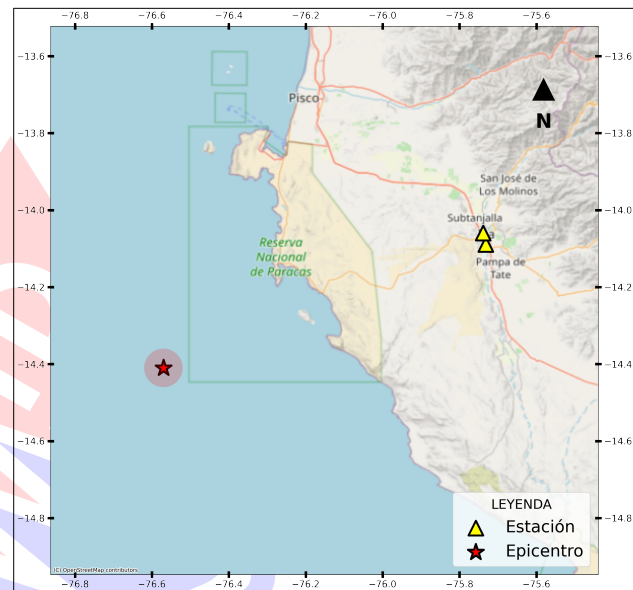 −76.8 −76.6 −76.4 −76.2 −76.0 −75.8 −75.6
−13.6 −13.6
Pisco
N
−13.8 −13.8
San José de
Los Molinos
−14.0 −14.0
Subtanjalla
a
Reserva
Nacional
de Paracas
Pampa de
Tate
−14.2 −14.2
−14.4 −14.4
−14.6 −14.6
LEYENDA
−14.8 −14.8
Estación
Epicentro
(C) OpenStreetMap contributors
−76.8 −76.6 −76.4 −76.2 −76.0 −75.8 −75.6